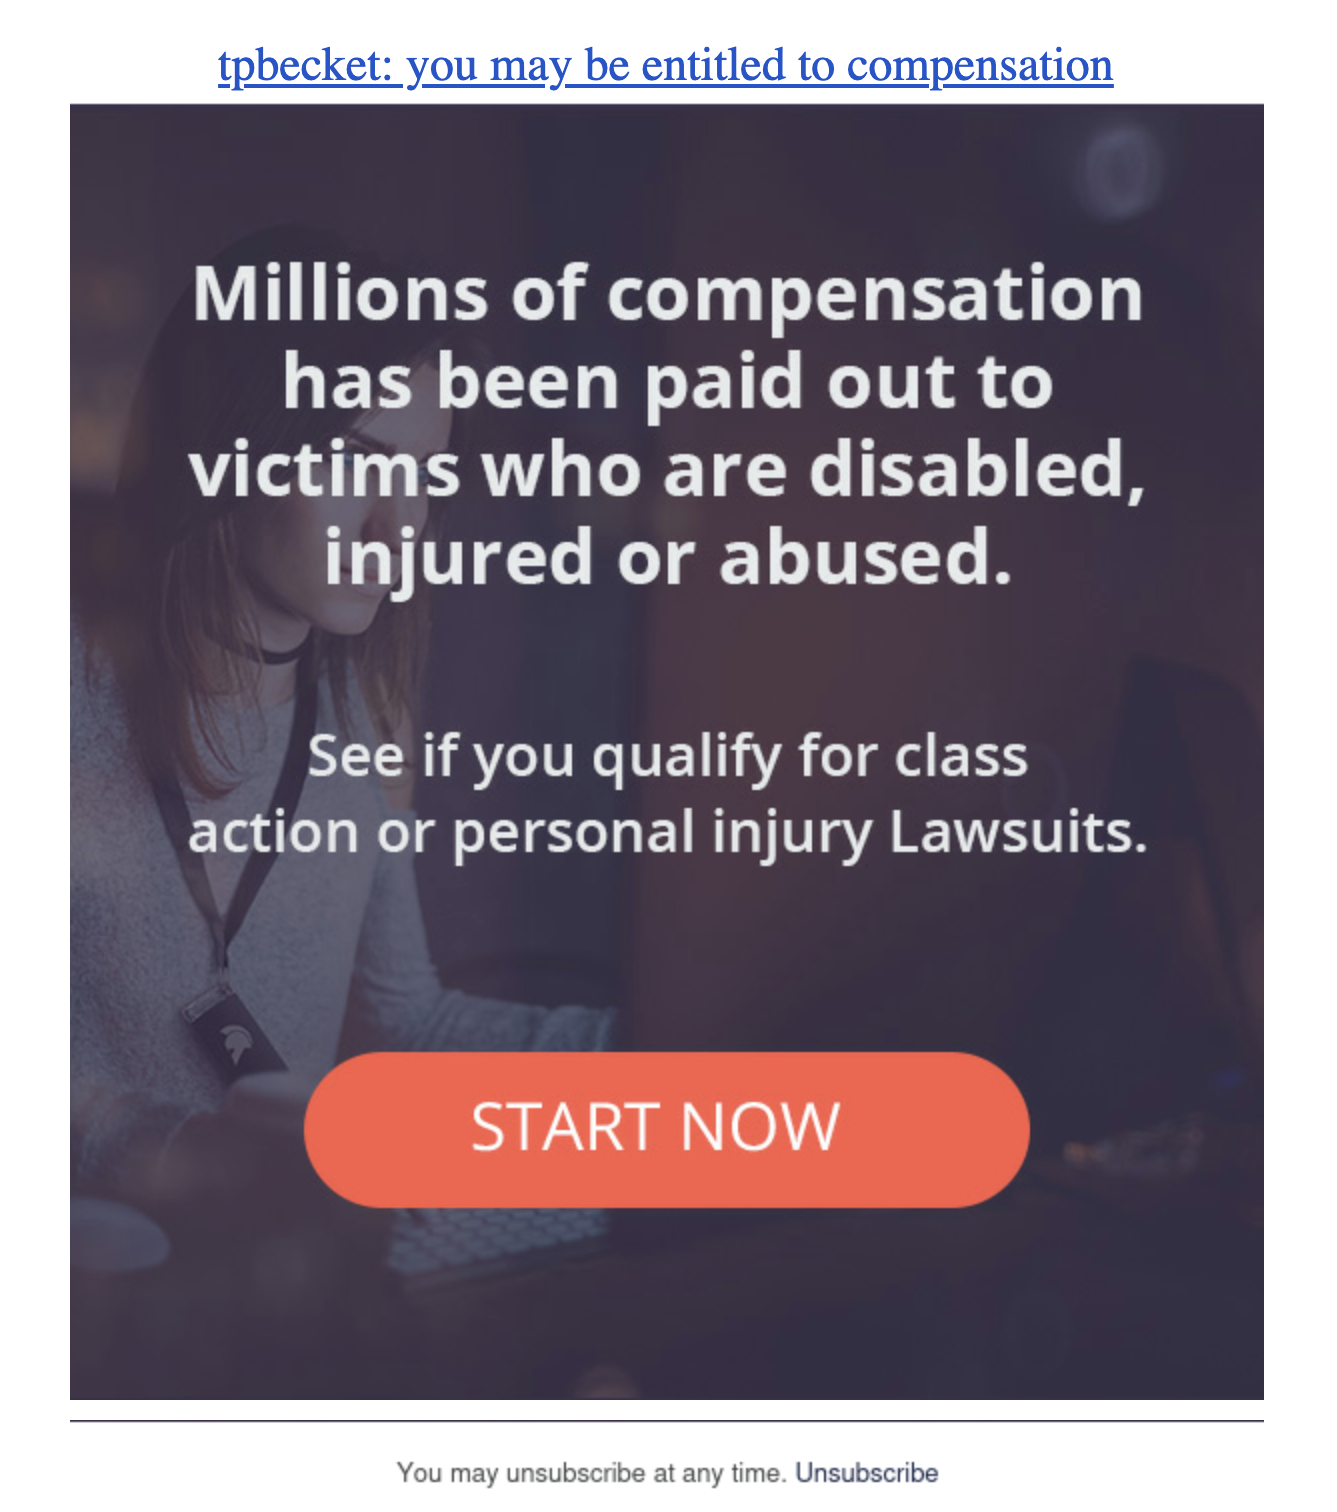 tpbecket: you may be entitled to compensation
Millions of compensation
has been paid out to
victims who are disabled,
injured or abused.
See if you qualify for class
action or personal injury Lawsuits.
START NOW
You may unsubscribe at any time. Unsubscribe